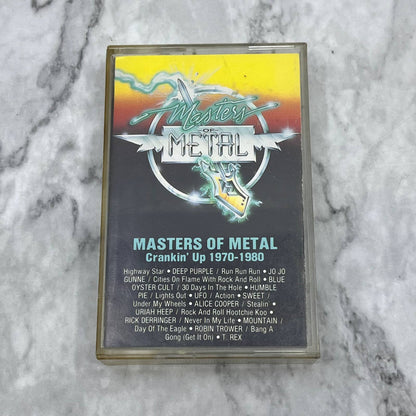 Masters
OF
METAL
MASTERS OF METAL
Crankin' Up 1970-1980
Highway Star • DEEP PURPLE / Run Run Run • JO JO
GUNNE / Cities On Flame With Rock And Roll • BLUE
OYSTER CULT / 30 Days In The Hole • HUMBLE
PIE / Lights Out • UFO / Action • SWEET /
Under My Wheels • ALICE COOPER / Stealin' •
URIAH HEEP / Rock And Roll Hootchie Koo •
RICK DERRINGER / Never In My Life • MOUNTAIN /
Day Of The Eagle • ROBIN TROWER / Bang A
Gong (Get It On) • T. REX